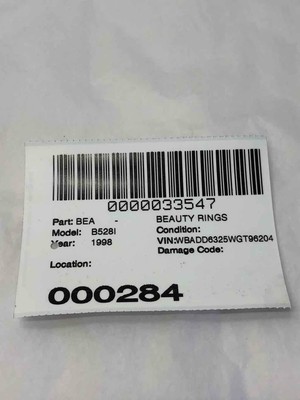 0000033547
Part: BEA - BEAUTY RINGS
Model: B528I Condition:
Year: 1998 VIN:WBADD6325WGT96204
Damage Code:
Location:
000284